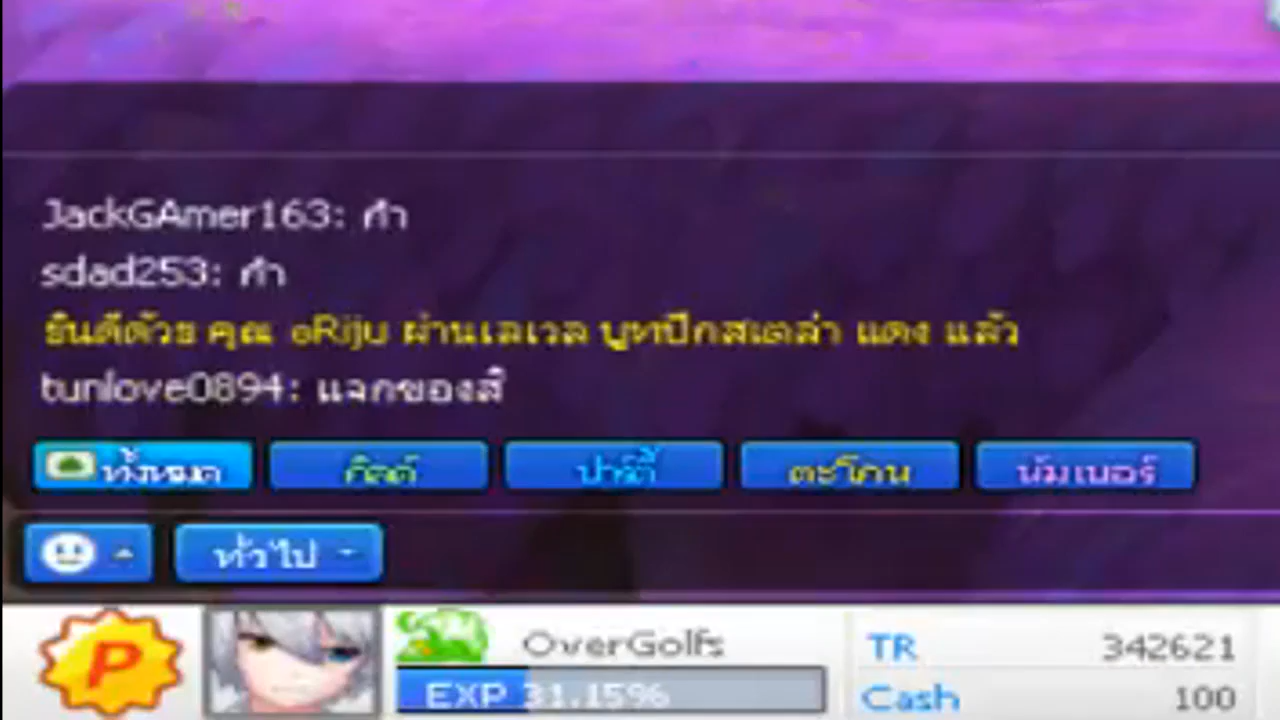 JackGAmer163: ค่า
sdad253: ค่า
ยินดีด้วย คุณ oRiju ผ่านเลเวล บูทปีกสเตล่า แดง แล้ว
tunlove0894: แจกของสิ
ทั้งหมด กิลด์ ปาร์ตี้ ตะโกน นัมเบอร์
ทั่วไป
P OverGolfs TR 342621
EXP 31.15% Cash 100